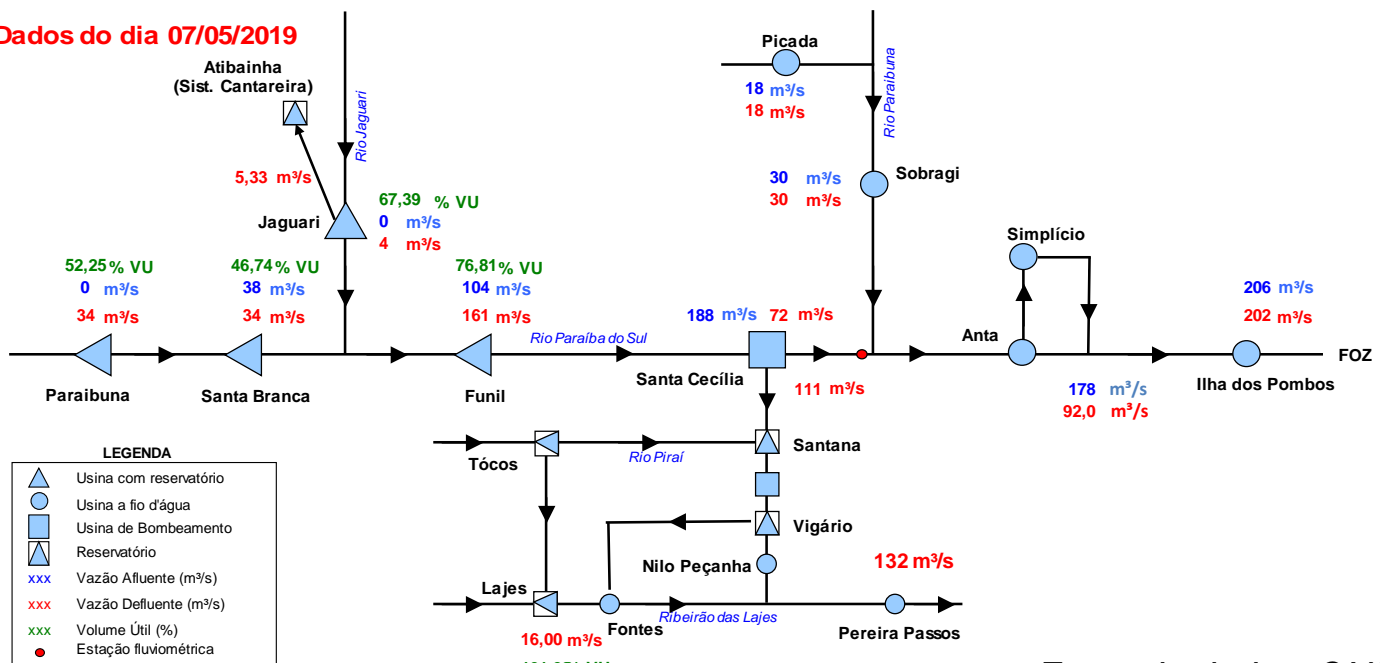 Dados do dia 07/05/2019
Atibainha
(Sist. Cantareira)
Rio Jaguari
5,33 m³/s
Jaguari
67,39 % VU
0 m³/s
4 m³/s
Picada
18 m³/s
18 m³/s
Rio Paraibuna
30 m³/s
30 m³/s
Sobragi
52,25 % VU
0 m³/s
34 m³/s
Paraibuna
46,74 % VU
38 m³/s
34 m³/s
Santa Branca
76,81 % VU
104 m³/s
161 m³/s
Funil
Rio Paraíba do Sul
188 m³/s 72 m³/s
Santa Cecília
111 m³/s
Simplício
Anta
178 m³/s
92,0 m³/s
206 m³/s
202 m³/s
Ilha dos Pombos
FOZ
Tócos
Rio Piraí
Santana
Vigário
Nilo Peçanha
132 m³/s
Lajes
Fontes
Ribeirão das Lajes
Pereira Passos
16,00 m³/s
LEGENDA
Usina com reservatório
Usina a fio d'água
Usina de Bombeamento
Reservatório
xxx Vazão Afluente (m³/s)
xxx Vazão Defluente (m³/s)
xxx Volume Útil (%)
Estação fluviométrica